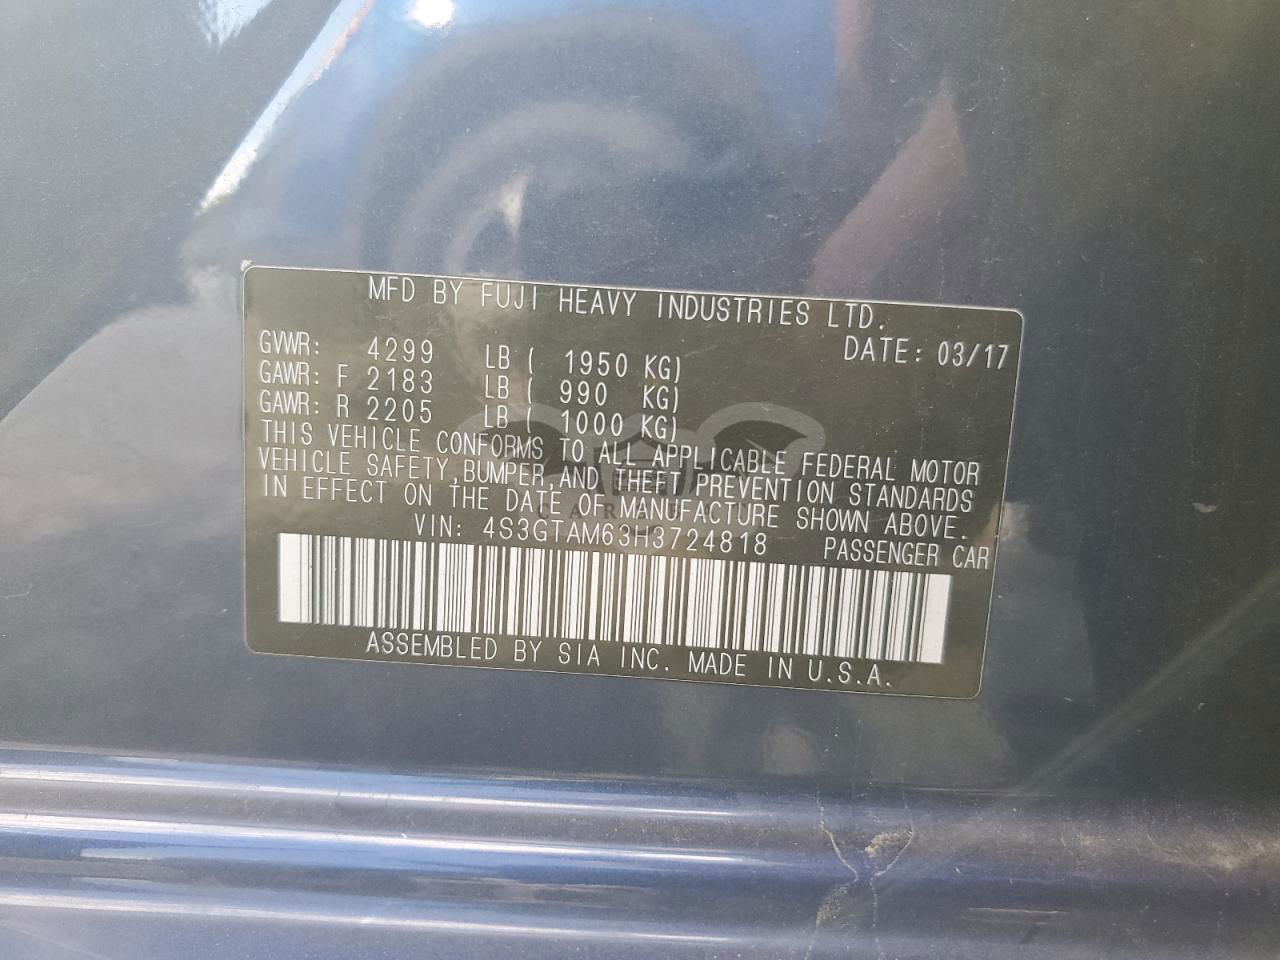 MFD BY FUJI HEAVY INDUSTRIES LTD.
GVWR: 4299 LB ( 1950 KG) DATE: 03/17
GAWR: F 2183 LB ( 990 KG)
GAWR: R 2205 LB ( 1000 KG)
THIS VEHICLE CONFORMS TO ALL APPLICABLE FEDERAL MOTOR
VEHICLE SAFETY, BUMPER, AND THEFT PREVENTION STANDARDS
IN EFFECT ON THE DATE OF MANUFACTURE SHOWN ABOVE.
VIN: 4S3GTAM63H3724818 PASSENGER CAR
ASSEMBLED BY SIA INC. MADE IN U.S.A.